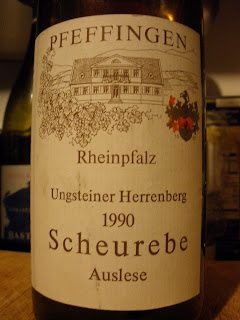 PFEFFINGEN
Rheinpfalz
Ungsteiner Herrenberg
1990
Scheurebe
Auslese